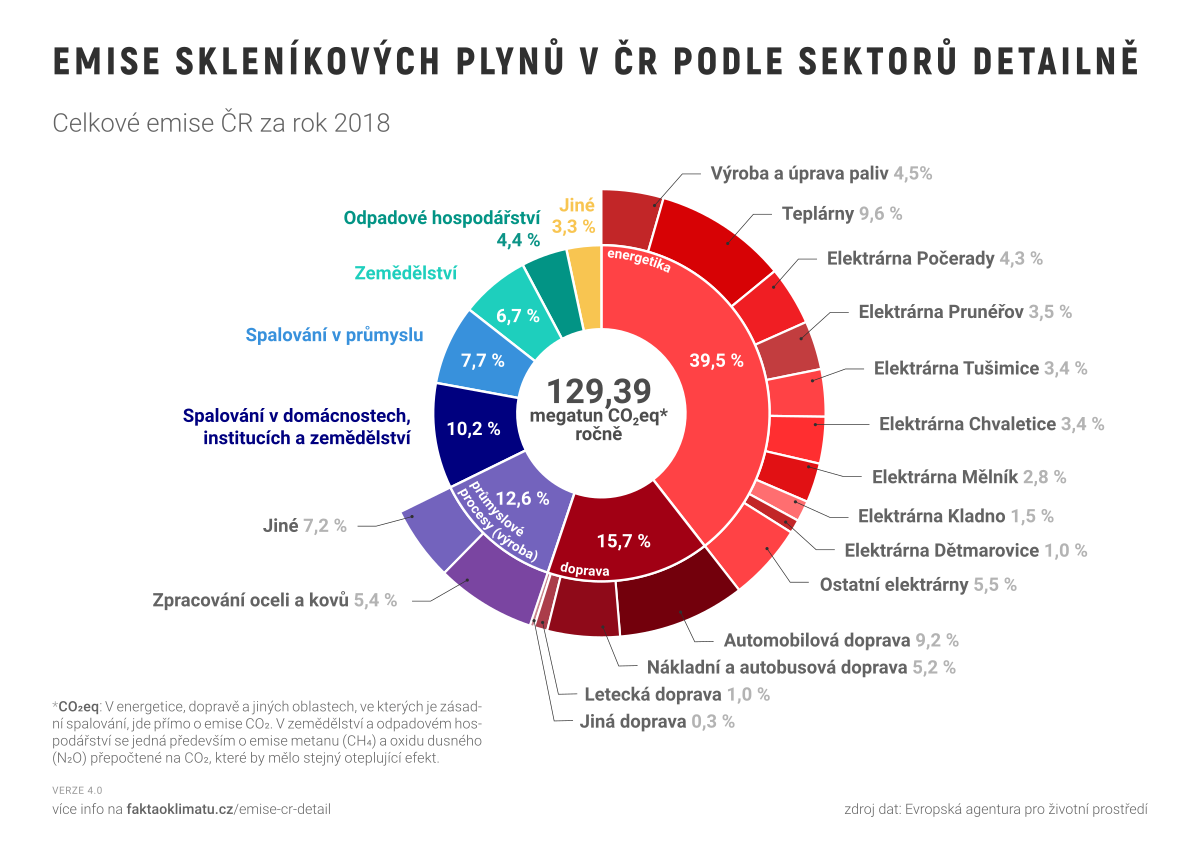 EMISE SKLENÍKOVÝCH PLYNŮ V ČR PODLE SEKTORŮ DETAILNĚ
Celkové emise ČR za rok 2018
Výroba a úprava paliv 4,5%
Teplárny 9,6 %
Elektrárna Počerady 4,3 %
Elektrárna Prunéřov 3,5 %
Elektrárna Tušimice 3,4 %
Elektrárna Chvaletice 3,4 %
Elektrárna Mělník 2,8 %
Elektrárna Kladno 1,5 %
Elektrárna Dětmarovice 1,0 %
Ostatní elektrárny 5,5 %
Automobilová doprava 9,2 %
Nákladní a autobusová doprava 5,2 %
Letecká doprava 1,0 %
Jiná doprava 0,3 %
Zpracování oceli a kovů 5,4 %
Jiné 7,2 %
Spalování v domácnostech,
institucích a zemědělství
10,2 %
Spalování v průmyslu
7,7 %
Zemědělství
6,7 %
Odpadové hospodářství
4,4 %
Jiné
3,3 %
energetika
39,5 %
doprava
15,7 %
průmyslové
procesy (výroba)
12,6 %
129,39
megatun CO₂eq*
ročně
*CO₂eq: V energetice, dopravě a jiných oblastech, ve kterých je zásad-
ní spalování, jde přímo o emise CO₂. V zemědělství a odpadovém hos-
podářství se jedná především o emise metanu (CH₄) a oxidu dusného
(N₂O) přepočtené na CO₂, které by mělo stejný oteplující efekt.
VERZE 4.0
více info na faktaoklimatu.cz/emise-cr-detail
zdroj dat: Evropská agentura pro životní prostředí